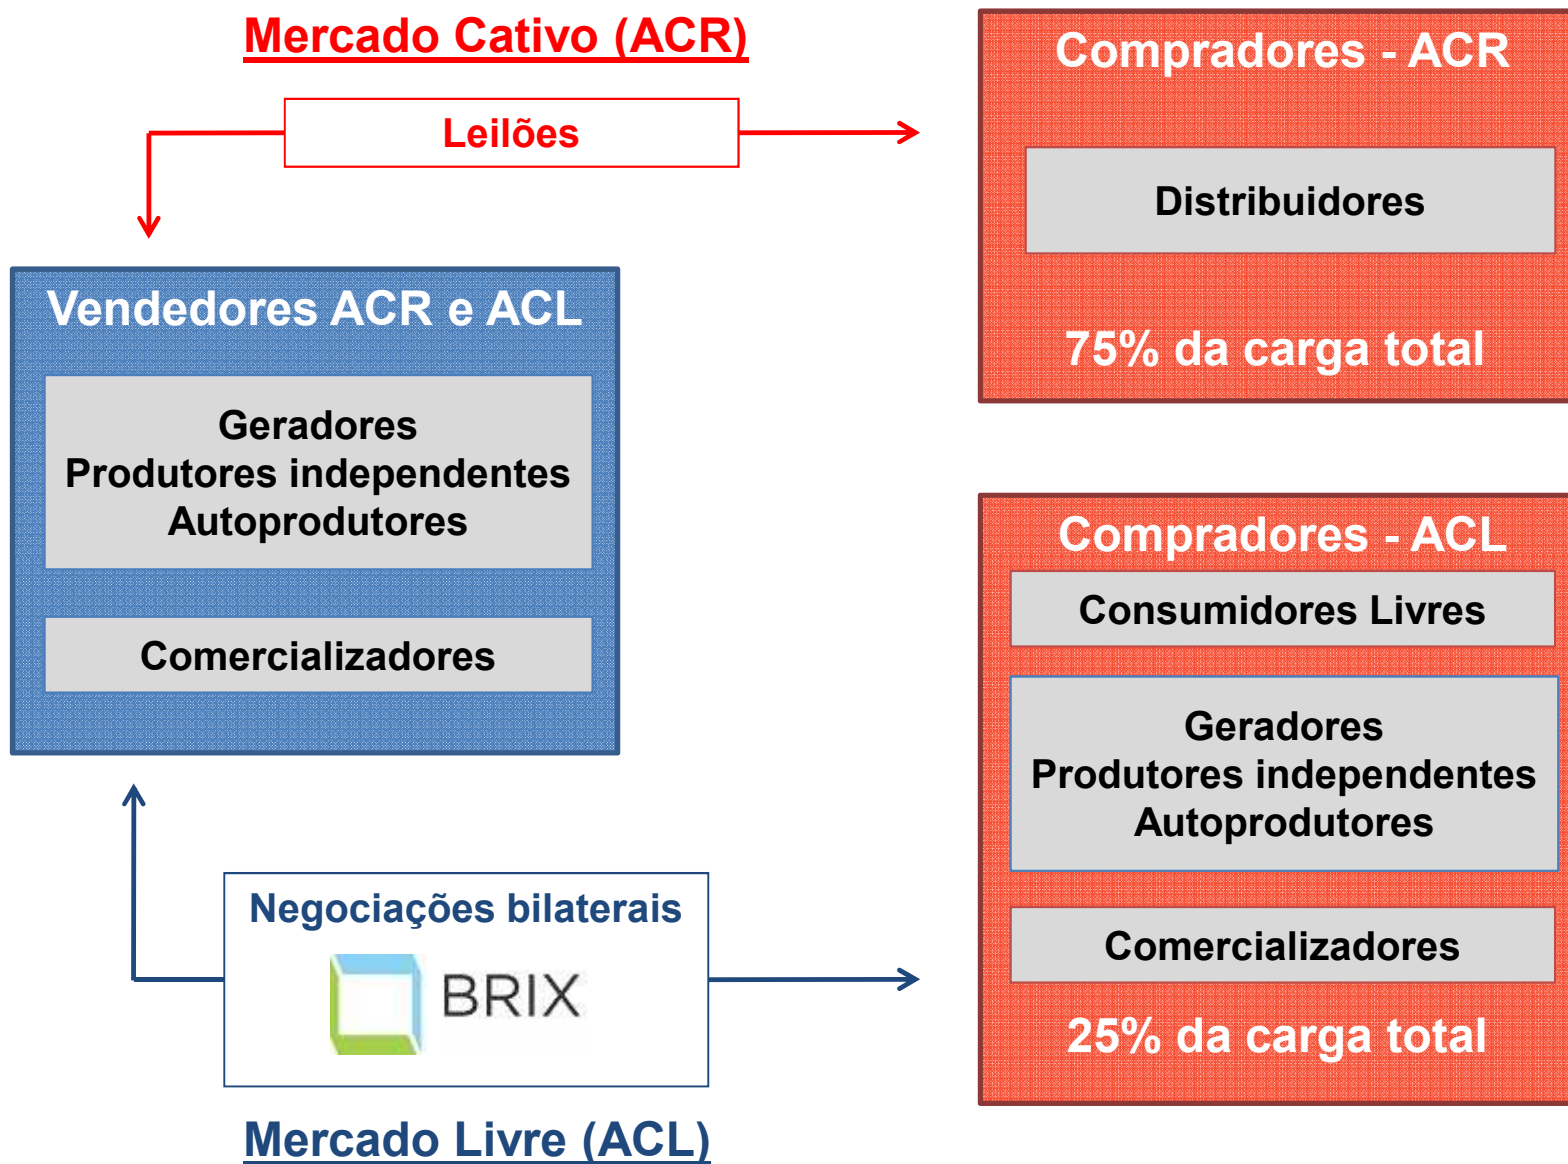 Mercado Cativo (ACR)
Leilões
Compradores - ACR
Distribuidores
75% da carga total
Vendedores ACR e ACL
Geradores
Produtores independentes
Autoprodutores
Comercializadores
Compradores - ACL
Consumidores Livres
Geradores
Produtores independentes
Autoprodutores
Comercializadores
25% da carga total
Negociações bilaterais
BRIX
Mercado Livre (ACL)